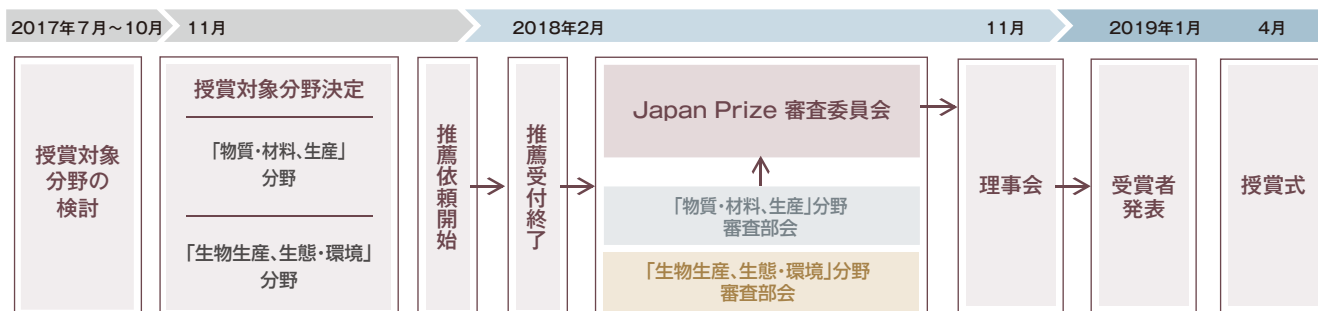 2017年7月～10月
11月
2018年2月
11月
2019年1月
4月
授賞対象
分野の
検討
授賞対象分野決定
「物質・材料、生産」
分野
「生物生産、生態・環境」
分野
推薦依頼開始
推薦受付終了
Japan Prize 審査委員会
「物質・材料、生産」分野
審査部会
「生物生産、生態・環境」分野
審査部会
理事会
受賞者
発表
授賞式